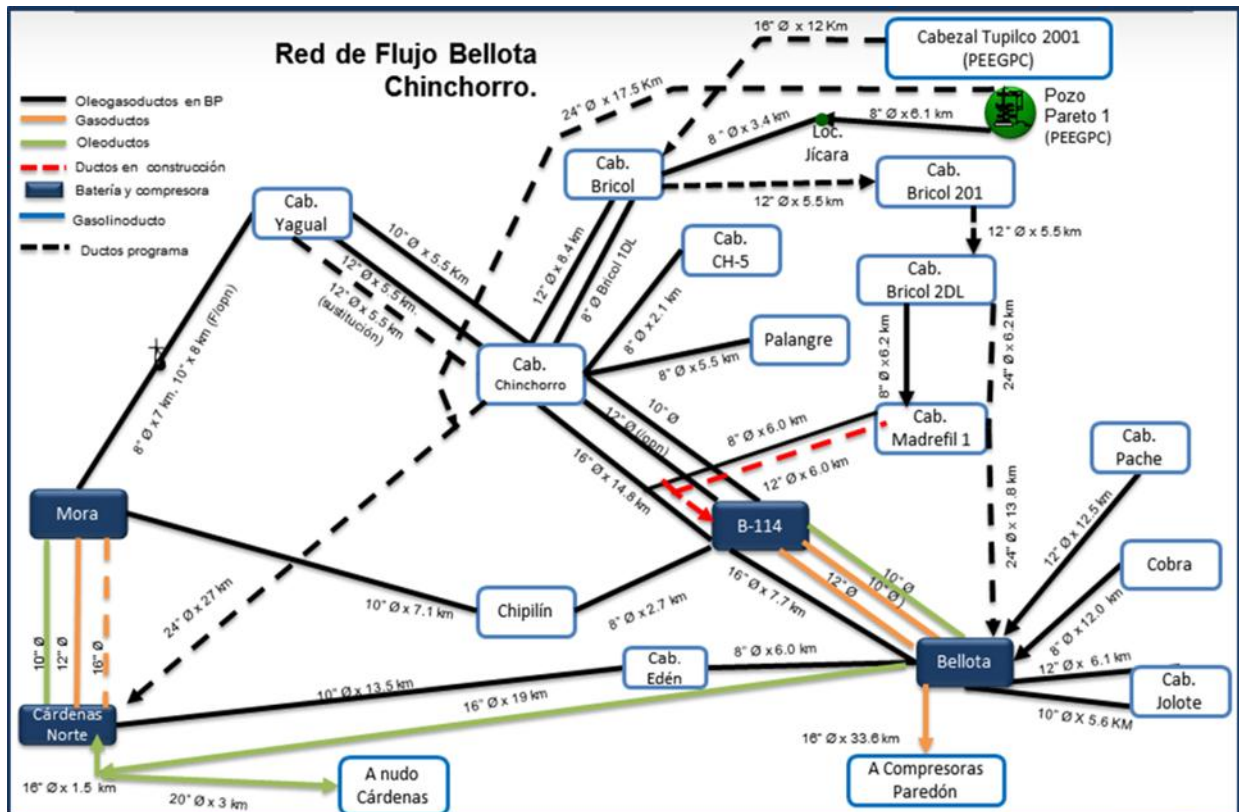 Red de Flujo Bellota
Chinchorro.
Oleogasoductos en BP
Gasoductos
Oleoductos
Ductos en construcción
Batería y compresora
Gasolinoducto
Ductos programa
16" Ø x 12 Km
Cabezal Tupilco 2001
(PEEGPC)
24" Ø x 17.5 Km
Pozo
Pareto 1
(PEEGPC)
8" Ø x 6.1 km
Loc.
Jícara
8" Ø x 3.4 km
Cab.
Bricol
12" Ø x 5.5 km
Cab.
Bricol 201
12" Ø x 5.5 km
Cab.
Bricol 2DL
Cab.
Yagual
10" Ø x 5.5 Km
12" Ø x 5.5 km.
12" Ø x 5.5 km
(sustitución)
12" Ø x 8.4 km
8" Ø Bricol 1DL
Cab.
CH-5
8" Ø x 2.1 km
Palangre
8" Ø x 5.5 km
Cab.
Chinchorro
8" Ø x 6.2 km
24" Ø x 6.2 km
8" Ø x 7 km. 10" x 8 km (F/opn)
10" Ø
12" Ø (iopn)
16" Ø x 14.8 km
8" Ø x 6.0 km
12" Ø x 6.0 km
Cab.
Madrefil 1
Cab.
Pache
Mora
B-114
24" Ø x 13.8 km
12" Ø x 12.5 km
Cobra
8" Ø x 12.0 km
10" Ø x 7.1 km
Chipilín
8" Ø x 2.7 km
16" Ø x 7.7 km
12" Ø
10" Ø )
10" Ø
24" Ø x 27 km
10" Ø
12" Ø
16" Ø
Bellota
12" Ø x 6.1 km
Cab.
Jolote
10" Ø X 5.6 KM
Cab.
Edén
8" Ø x 6.0 km
10" Ø x 13.5 km
16" Ø x 19 km
Cárdenas
Norte
16" Ø x 1.5 km
20" Ø x 3 km
A nudo
Cárdenas
16" Ø x 33.6 km
A Compresoras
Paredón